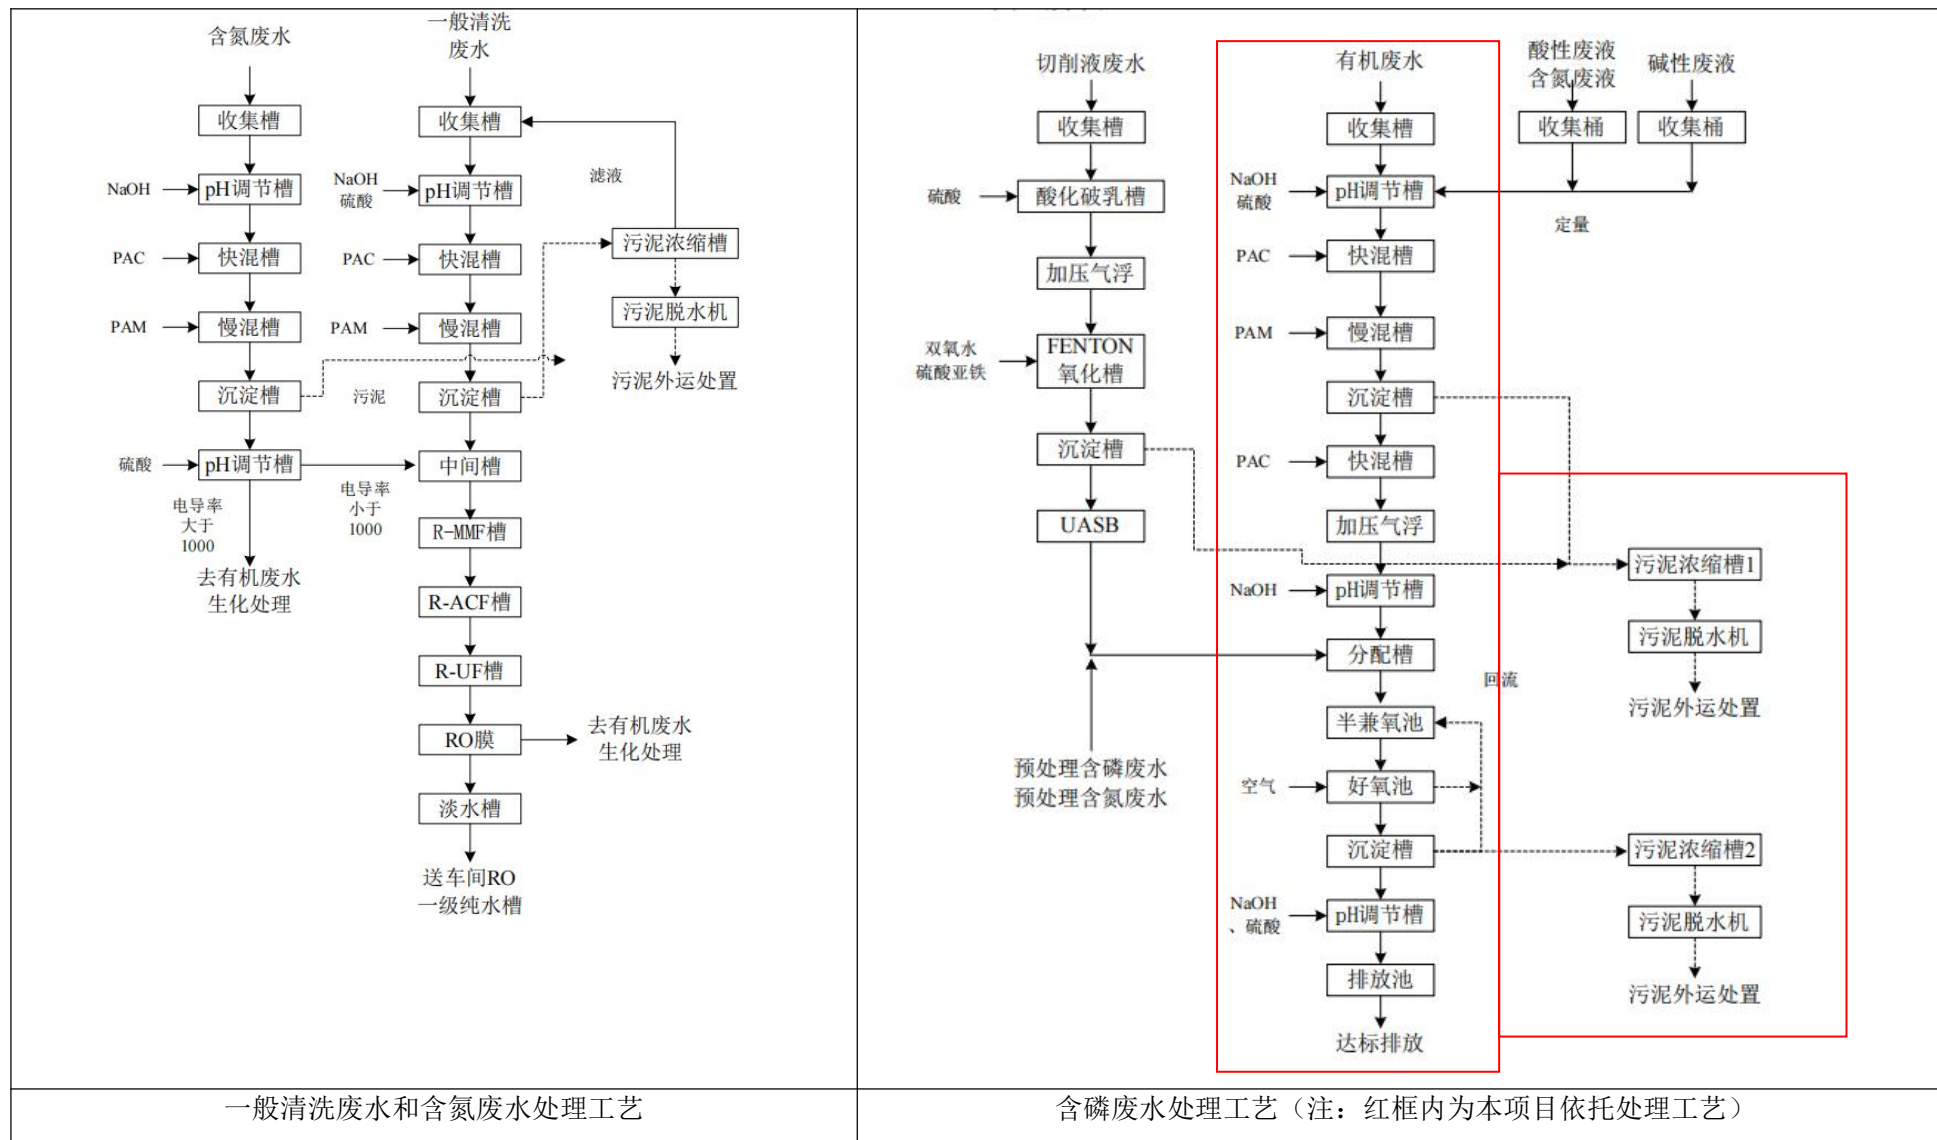 含氮废水
收集槽
NaOH
pH调节槽
PAC
快混槽
PAM
慢混槽
沉淀槽
污泥
硫酸
pH调节槽
电导率
大于
1000
去有机废水
生化处理
电导率
小于
1000
一般清洗
废水
收集槽
滤液
NaOH
硫酸
pH调节槽
PAC
快混槽
PAM
慢混槽
沉淀槽
中间槽
R-MMF槽
R-ACF槽
R-UF槽
RO膜
去有机废水
生化处理
淡水槽
送车间RO
一级纯水槽
污泥浓缩槽
污泥脱水机
污泥外运处置
切削液废水
收集槽
硫酸
酸化破乳槽
加压气浮
双氧水
硫酸亚铁
FENTON
氧化槽
沉淀槽
UASB
预处理含磷废水
预处理含氮废水
有机废水
收集槽
NaOH
硫酸
pH调节槽
PAC
快混槽
PAM
慢混槽
沉淀槽
PAC
快混槽
加压气浮
NaOH
pH调节槽
分配槽
回流
半兼氧池
空气
好氧池
沉淀槽
NaOH
、硫酸
pH调节槽
排放池
达标排放
酸性废液
含氮废液
收集桶
碱性废液
收集桶
定量
污泥浓缩槽1
污泥脱水机
污泥外运处置
污泥浓缩槽2
污泥脱水机
污泥外运处置
一般清洗废水和含氮废水处理工艺
含磷废水处理工艺（注：红框内为本项目依托处理工艺）